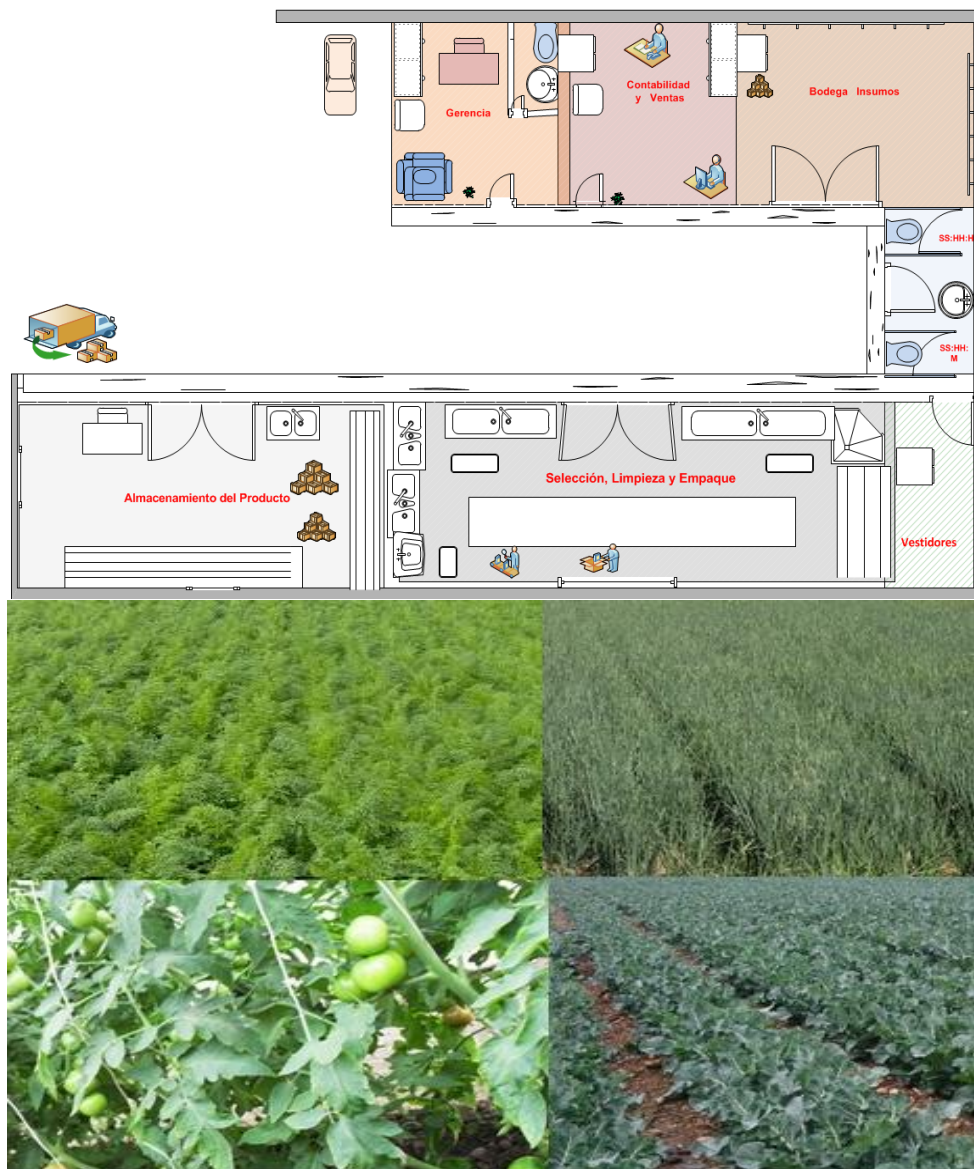 Gerencia
Contabilidad
y Ventas
Bodega Insumos
SS:HH:H
SS:HH:
M
Almacenamiento del Producto
Selección, Limpieza y Empaque
Vestidores